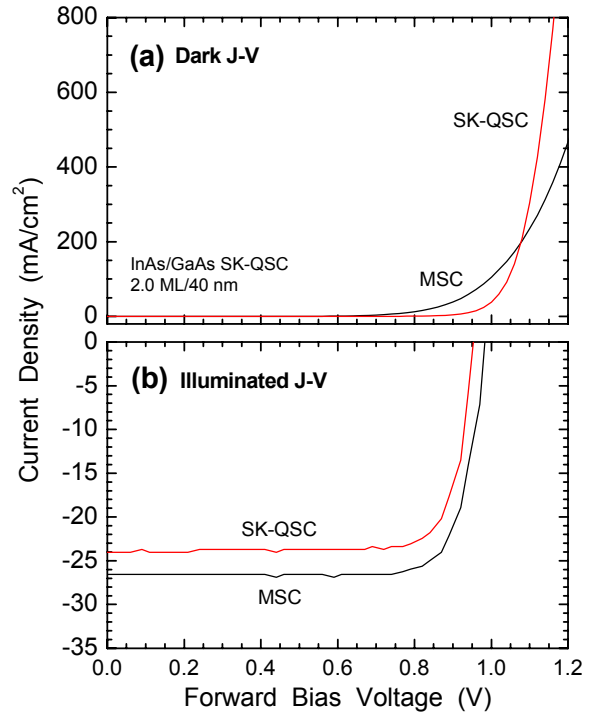 800
(a) Dark J-V
600
SK-QSC
400
200
InAs/GaAs SK-QSC
2.0 ML/40 nm
MSC
0
Current Density (mA/cm²)
0
(b) Illuminated J-V
-5
-10
-15
-20
SK-QSC
-25
MSC
-30
-35
0.0 0.2 0.4 0.6 0.8 1.0 1.2
Forward Bias Voltage (V)